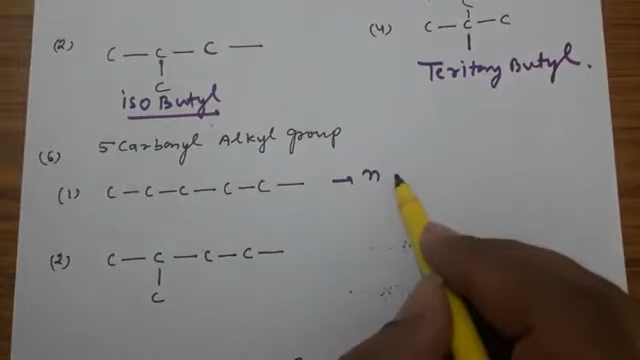 (2) C — C — C —
|
C
iso Butyl
(4) C
|
C — C — C
|
Teritary Butyl.
(6) 5 Carbonyl Alkyl group
(1) C — C — C — C — C — → n
(2) C — C — C — C —
|
C